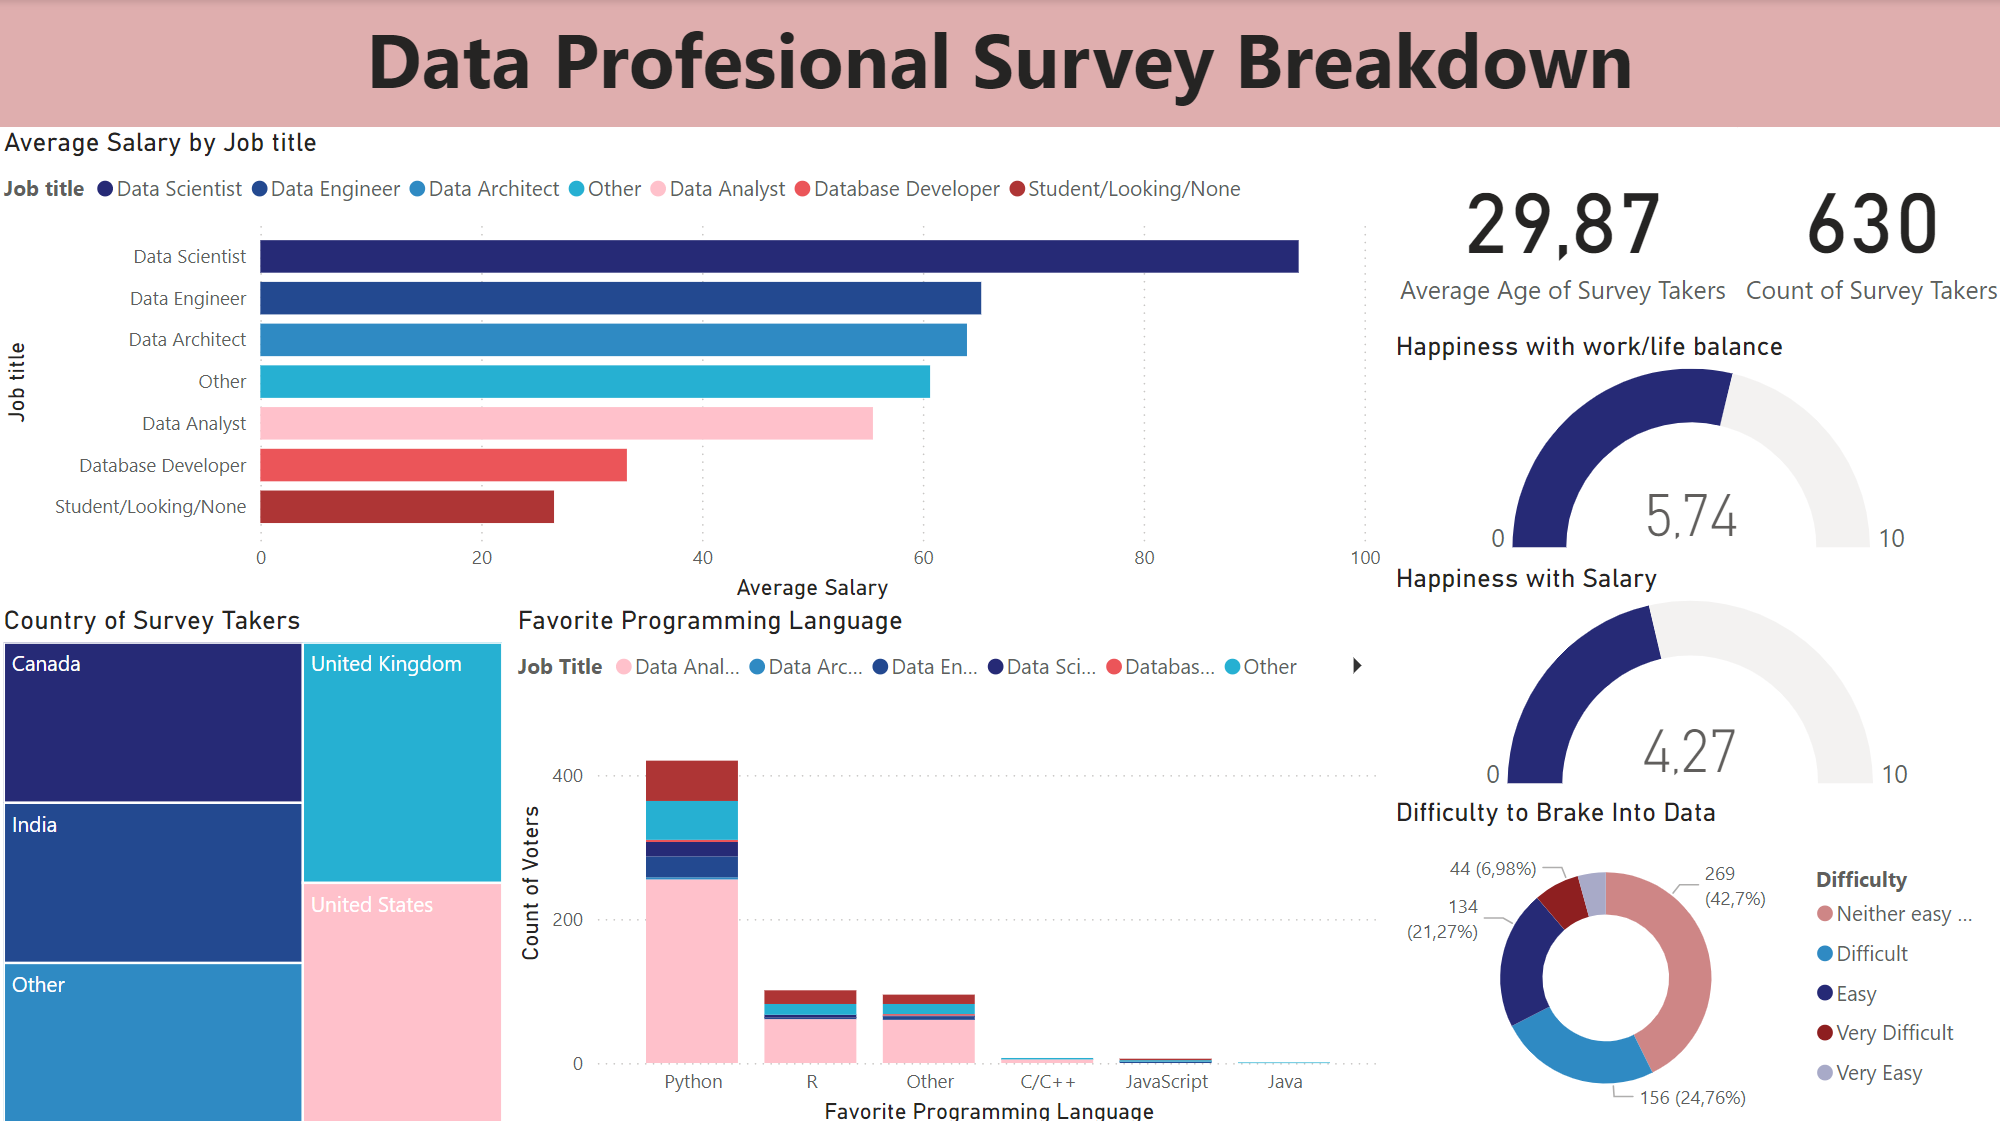 Data Profesional Survey Breakdown
Average Salary by Job title
Job title Data Scientist Data Engineer Data Architect Other Data Analyst Database Developer Student/Looking/None
Job title
Data Scientist
Data Engineer
Data Architect
Other
Data Analyst
Database Developer
Student/Looking/None
0 20 40 60 80 100
Average Salary
29,87
Average Age of Survey Takers
630
Count of Survey Takers
Happiness with work/life balance
5,74
0 10
Happiness with Salary
4,27
0 10
Country of Survey Takers
Canada
India
Other
United Kingdom
United States
Favorite Programming Language
Job Title Data Anal... Data Arc... Data En... Data Sci... Databas... Other
Count of Voters
400
200
0
Python R Other C/C++ JavaScript Java
Favorite Programming Language
Difficulty to Brake Into Data
44 (6,98%)
134
(21,27%)
269
(42,7%)
156 (24,76%)
Difficulty
Neither easy ...
Difficult
Easy
Very Difficult
Very Easy